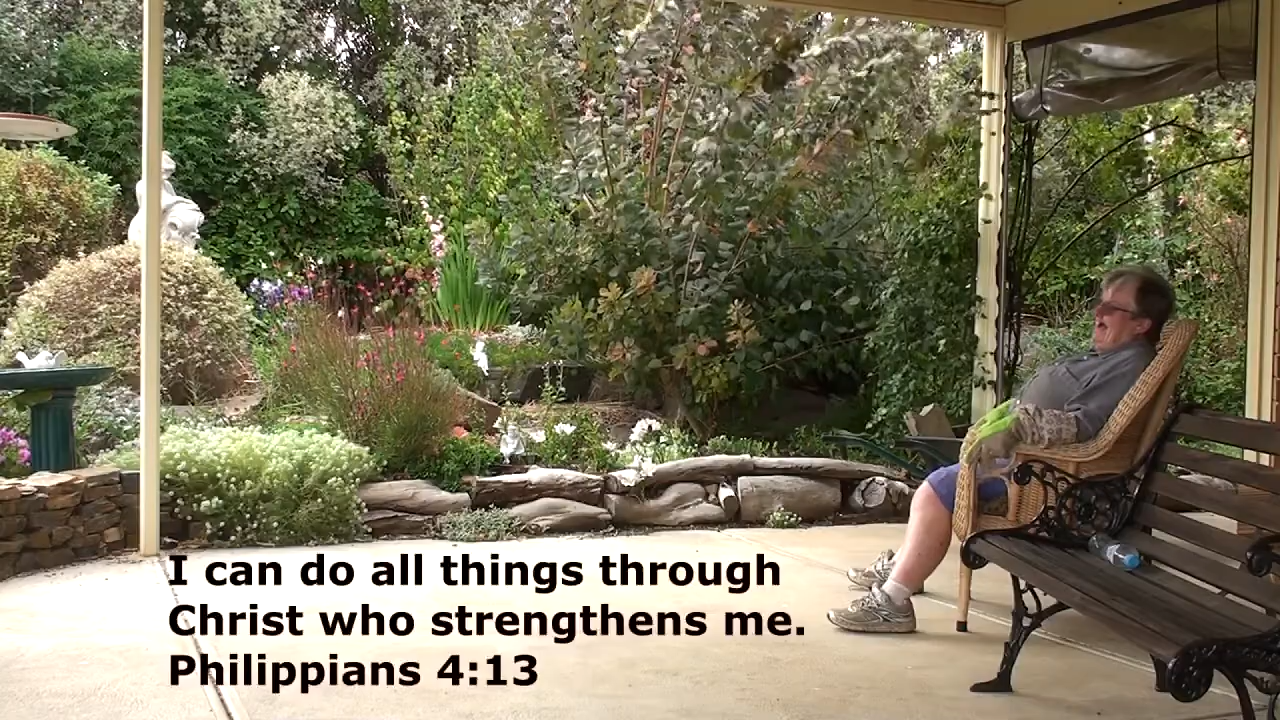 I can do all things through
Christ who strengthens me.
Philippians 4:13